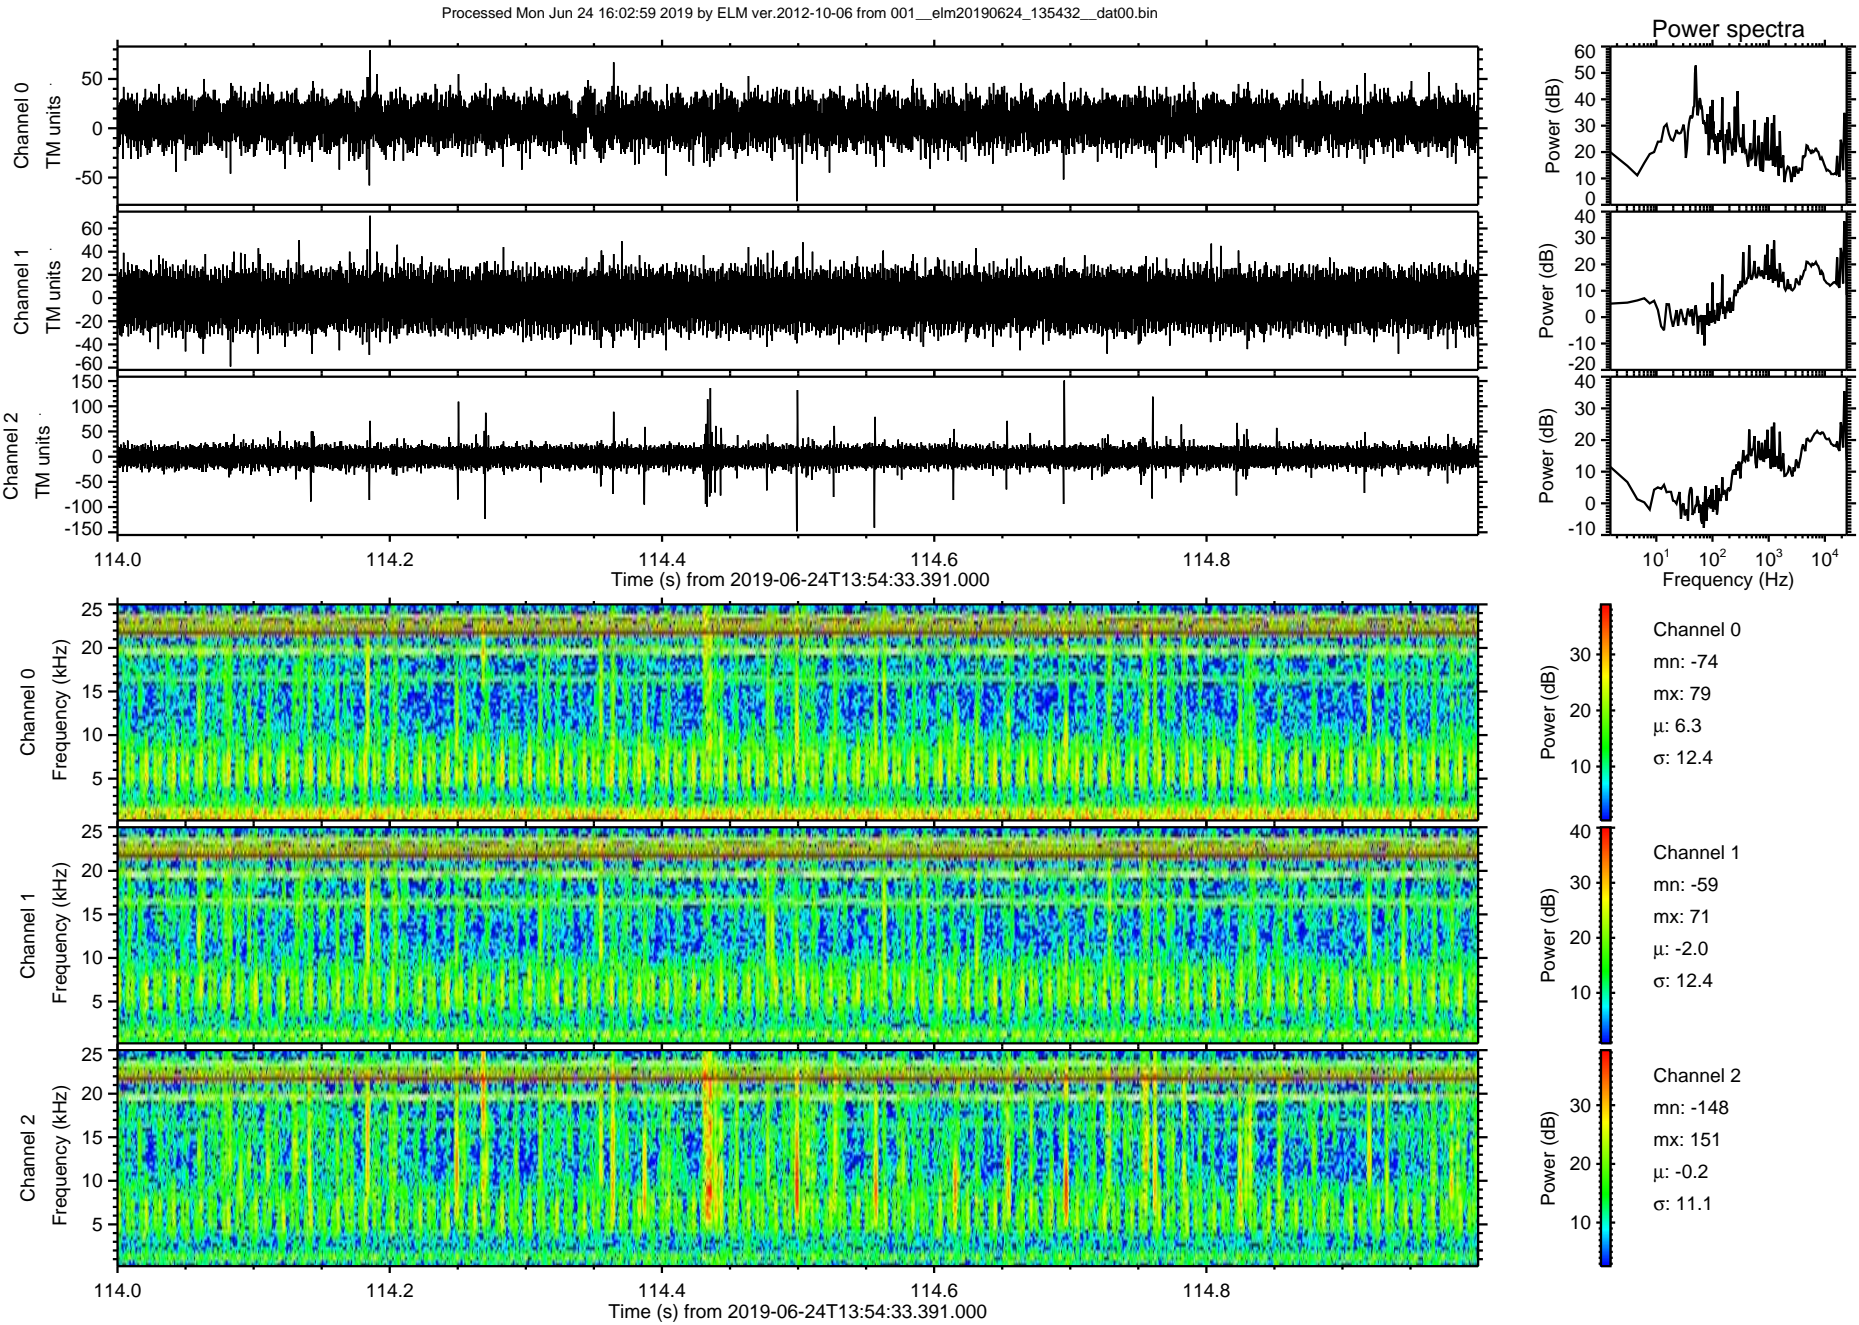 Processed Mon Jun 24 16:02:59 2019 by ELM ver.2012-10-06 from 001__elm20190624_135432__dat00.bin
Power spectra
Channel 0
TM units
50
0
-50
Power (dB)
60
50
40
30
20
10
0
Channel 1
TM units
60
40
20
0
-20
-40
-60
Power (dB)
40
30
20
10
0
-10
-20
Channel 2
TM units
150
100
50
0
-50
-100
-150
Power (dB)
40
30
20
10
0
-10
114.0 114.2 114.4 114.6 114.8
Time (s) from 2019-06-24T13:54:33.391.000
10¹ 10² 10³ 10⁴
Frequency (Hz)
Channel 0
Frequency (kHz)
25
20
15
10
5
Power (dB)
30
20
10
Channel 0
mn: -74
mx: 79
µ: 6.3
σ: 12.4
Channel 1
Frequency (kHz)
25
20
15
10
5
Power (dB)
40
30
20
10
Channel 1
mn: -59
mx: 71
µ: -2.0
σ: 12.4
Channel 2
Frequency (kHz)
25
20
15
10
5
Power (dB)
30
20
10
Channel 2
mn: -148
mx: 151
µ: -0.2
σ: 11.1
114.0 114.2 114.4 114.6 114.8
Time (s) from 2019-06-24T13:54:33.391.000